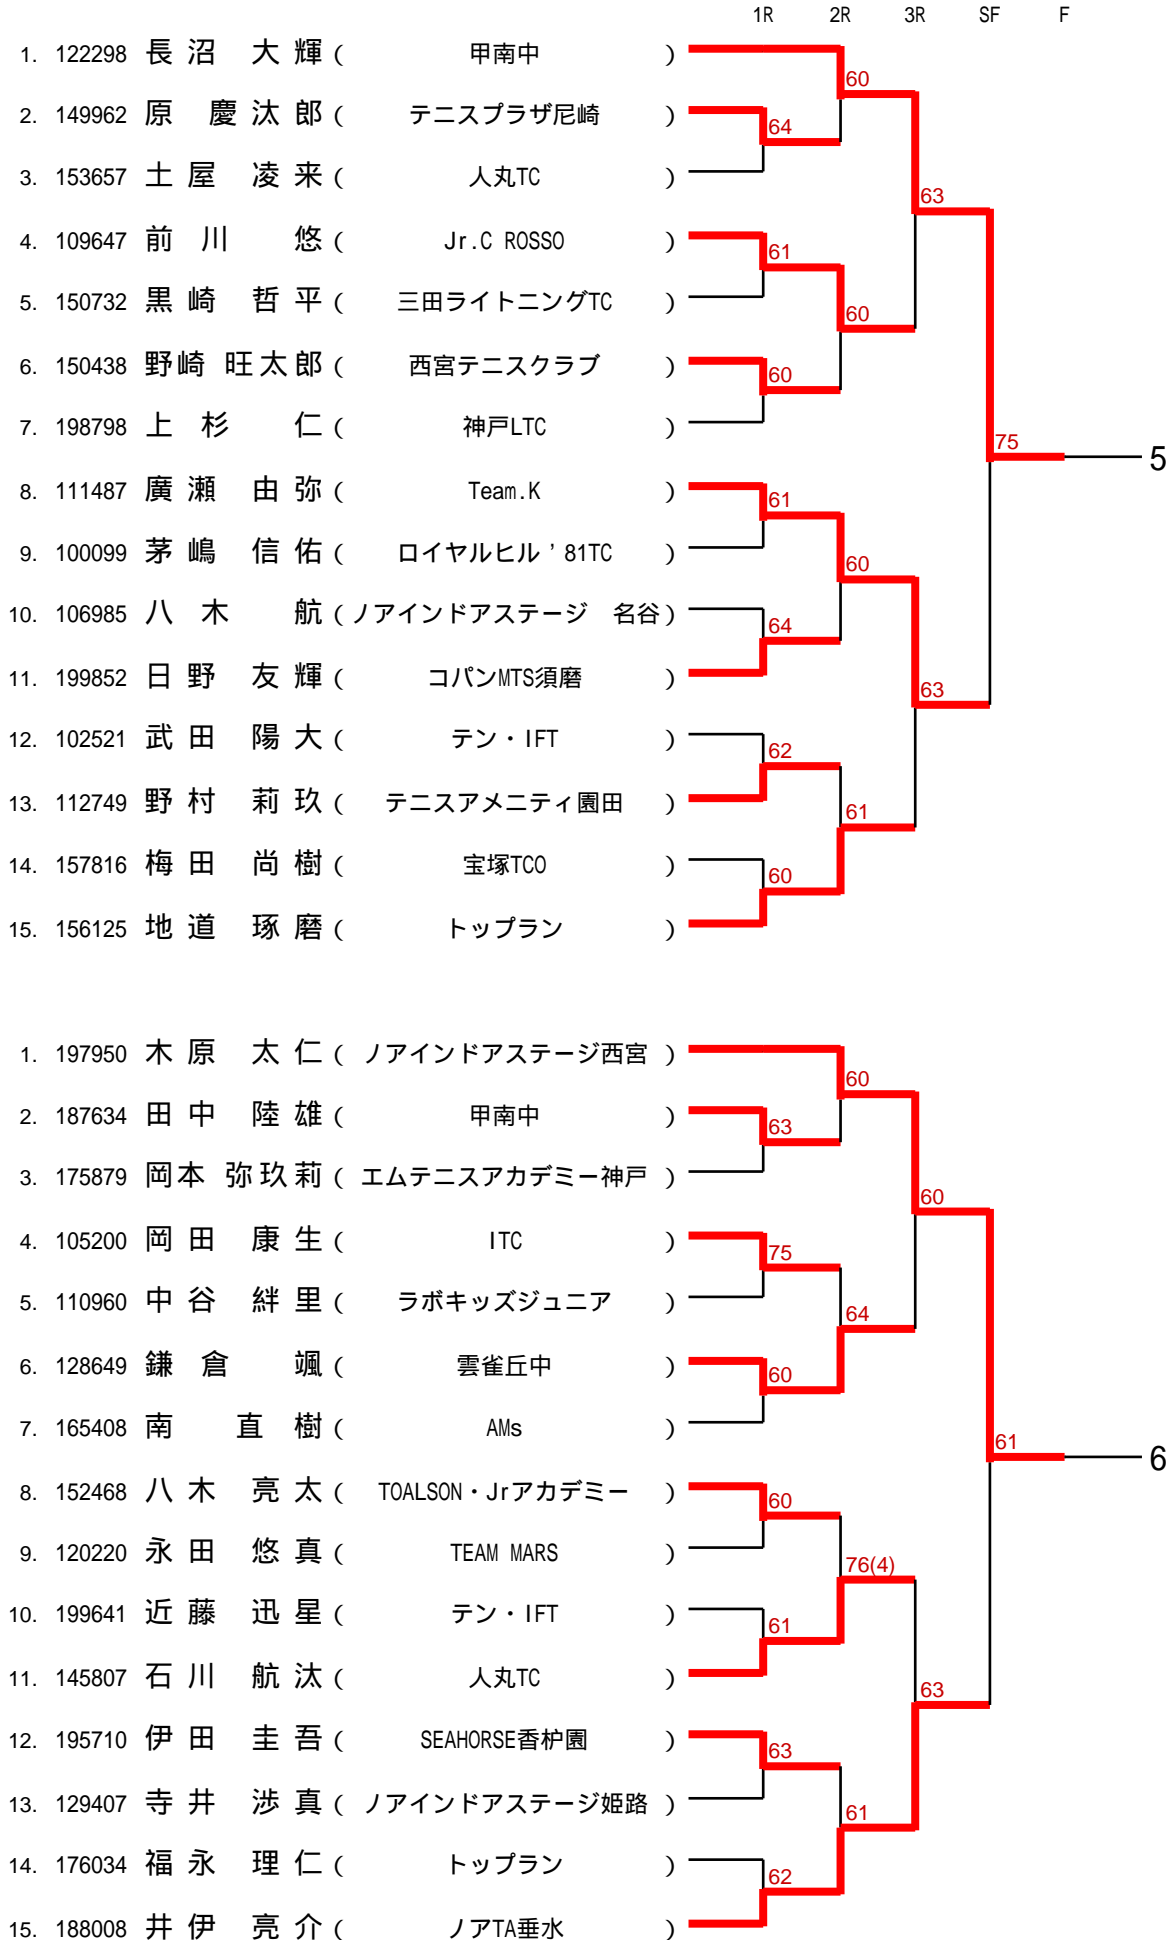 1R 2R 3R SF F
1. 122298 長沼 大輝 ( 甲南中 )
60
2. 149962 原 慶汰郎 ( テニスプラザ尼崎 )
64
3. 153657 土屋 凌来 ( 人丸TC )
63
4. 109647 前川 悠 ( Jr.C ROSSO )
61
5. 150732 黒崎 哲平 ( 三田ライトニングTC )
60
6. 150438 野崎 旺太郎 ( 西宮テニスクラブ )
60
7. 198798 上杉 仁 ( 神戸LTC )
75 5
8. 111487 廣瀬 由弥 ( Team.K )
61
9. 100099 茅嶋 信佑 ( ロイヤルヒル’81TC )
60
10. 106985 八木 航 ( ノアインドアステージ 名谷 )
64
11. 199852 日野 友輝 ( コパンMTS須磨 )
63
12. 102521 武田 陽大 ( テン・IFT )
62
13. 112749 野村 莉玖 ( テニスアメニティ園田 )
61
14. 157816 梅田 尚樹 ( 宝塚TCO )
60
15. 156125 地道 琢磨 ( トップラン )
1. 197950 木原 太仁 ( ノアインドアステージ西宮 )
60
2. 187634 田中 陸雄 ( 甲南中 )
63
3. 175879 岡本 弥玖莉 ( エムテニスアカデミー神戸 )
60
4. 105200 岡田 康生 ( ITC )
75
5. 110960 中谷 絆里 ( ラボキッズジュニア )
64
6. 128649 鎌倉 颯 ( 雲雀丘中 )
60
7. 165408 南 直樹 ( AMs )
61 6
8. 152468 八木 亮太 ( TOALSON・Jrアカデミー )
60
9. 120220 永田 悠真 ( TEAM MARS )
76(4)
10. 199641 近藤 迅星 ( テン・IFT )
61
11. 145807 石川 航汰 ( 人丸TC )
63
12. 195710 伊田 圭吾 ( SEAHORSE香枦園 )
63
13. 129407 寺井 渉真 ( ノアインドアステージ姫路 )
61
14. 176034 福永 理仁 ( トップラン )
62
15. 188008 井伊 亮介 ( ノアTA垂水 )